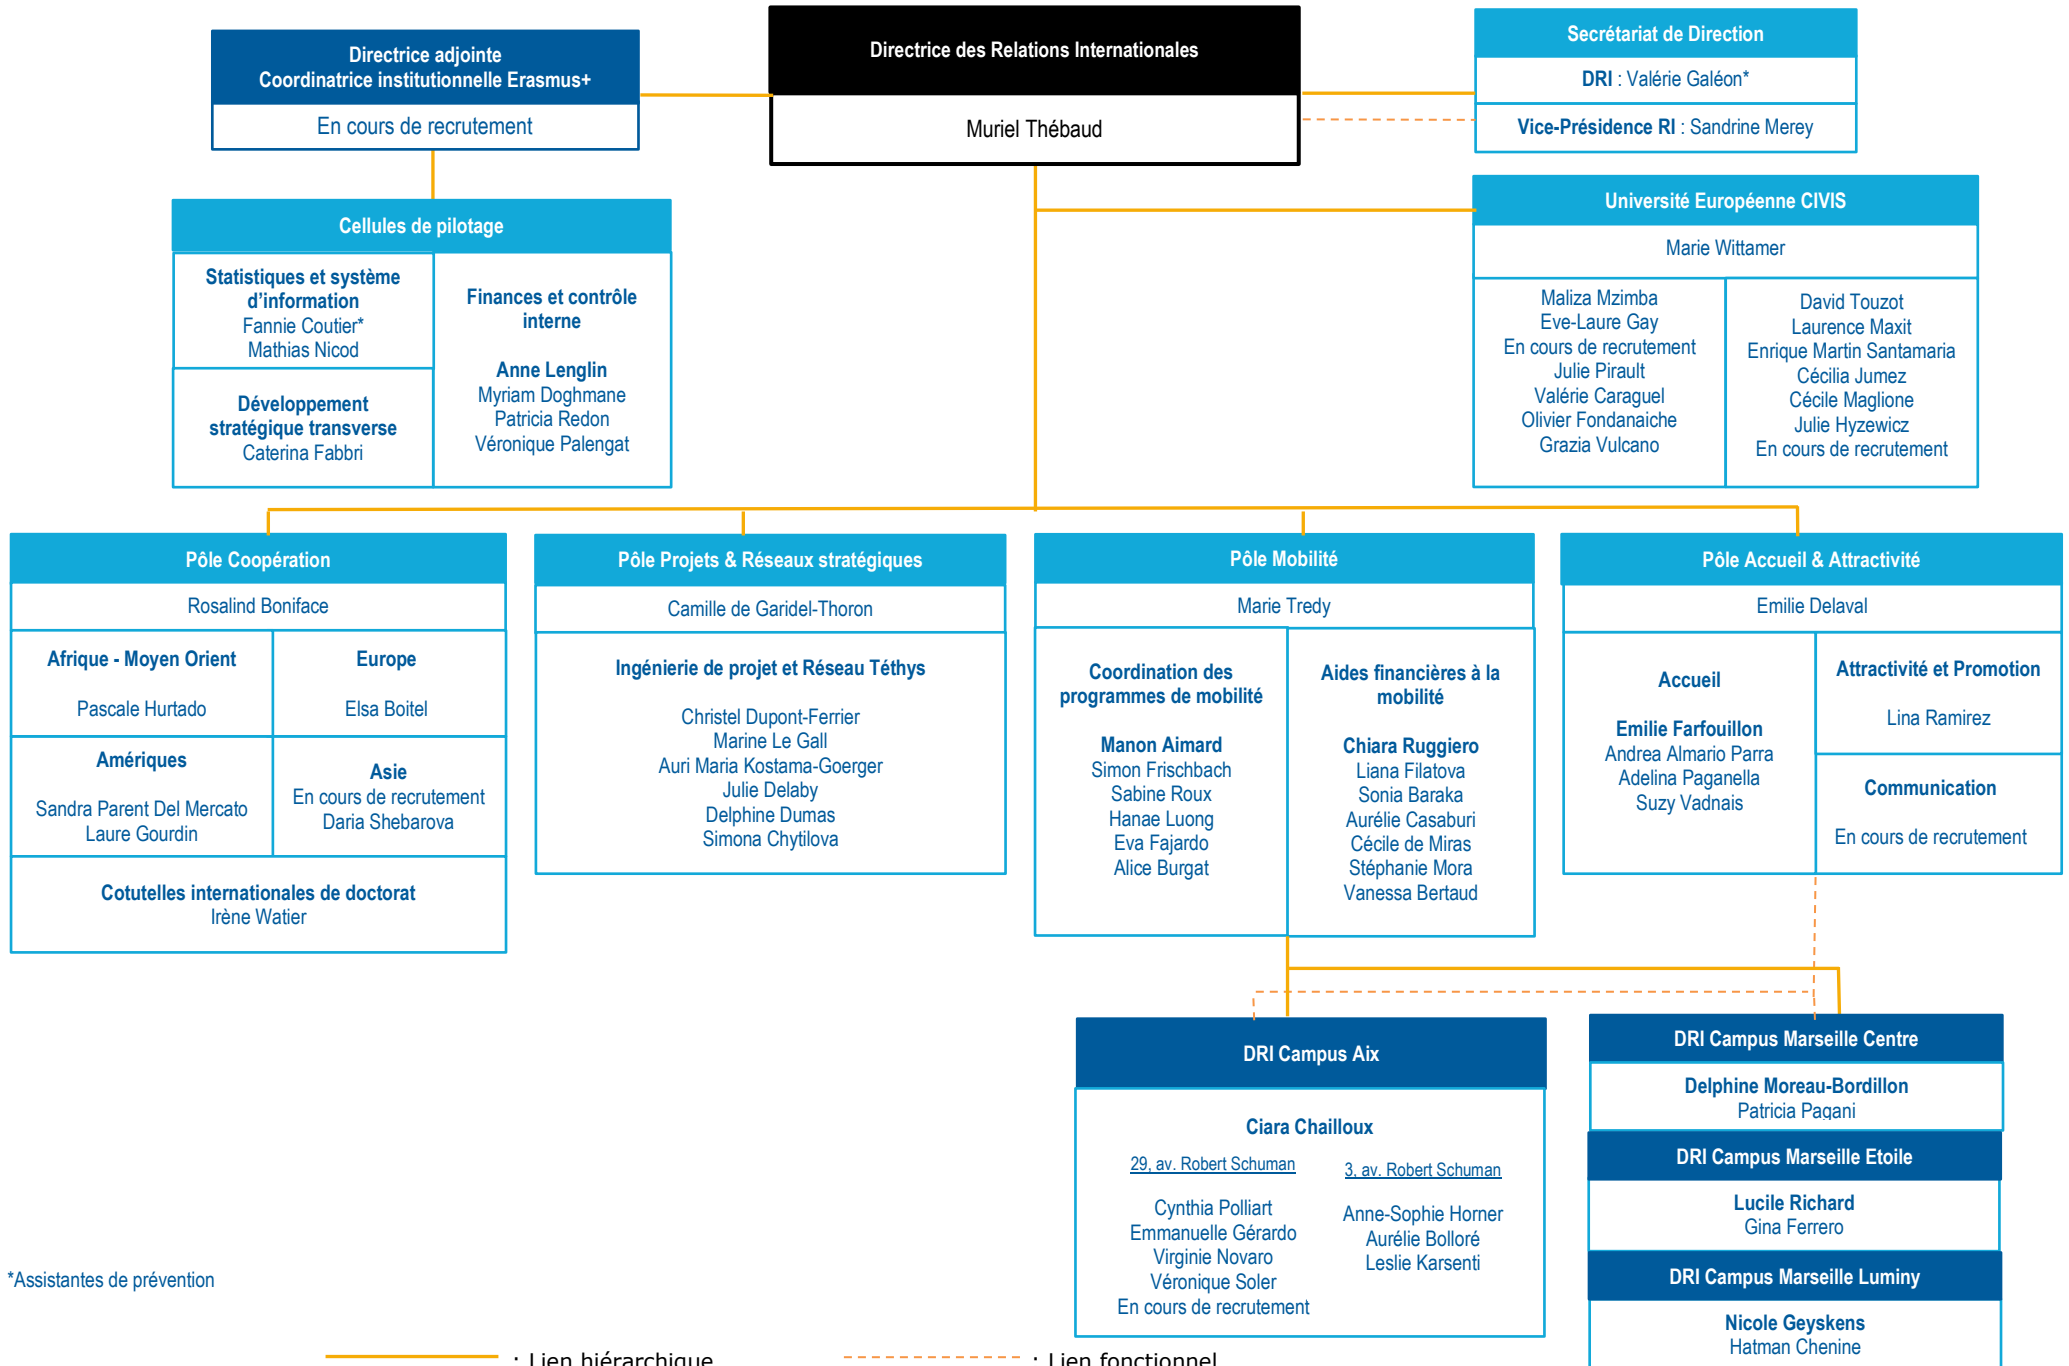 Directrice adjointe
Coordinatrice institutionnelle Erasmus+
En cours de recrutement
Directrice des Relations Internationales
Muriel Thébaud
Secrétariat de Direction
DRI : Valérie Galéon*
Vice-Présidence RI : Sandrine Merey
Cellules de pilotage
Statistiques et système
d'information
Fannie Coutier*
Mathias Nicod
Développement
stratégique transverse
Caterina Fabbri
Finances et contrôle
interne
Anne Lenglin
Myriam Doghmane
Patricia Redon
Véronique Palengat
Université Européenne CIVIS
Marie Wittamer
Maliza Mzimba
Eve-Laure Gay
En cours de recrutement
Julie Pirault
Valérie Caraguel
Olivier Fondanaiche
Grazia Vulcano
David Touzot
Laurence Maxit
Enrique Martin Santamaria
Cécilia Jumez
Cécile Maglione
Julie Hyzewicz
En cours de recrutement
Pôle Coopération
Rosalind Boniface
Afrique - Moyen Orient
Pascale Hurtado
Europe
Elsa Boitel
Amériques
Sandra Parent Del Mercato
Laure Gourdin
Asie
En cours de recrutement
Daria Shebarova
Cotutelles internationales de doctorat
Irène Watier
Pôle Projets & Réseaux stratégiques
Camille de Garidel-Thoron
Ingénierie de projet et Réseau Téthys
Christel Dupont-Ferrier
Marine Le Gall
Auri Maria Kostama-Goerger
Julie Delaby
Delphine Dumas
Simona Chytilova
Pôle Mobilité
Marie Tredy
Coordination des
programmes de mobilité
Manon Aimard
Simon Frischbach
Sabine Roux
Hanae Luong
Eva Fajardo
Alice Burgat
Aides financières à la
mobilité
Chiara Ruggiero
Liana Filatova
Sonia Baraka
Aurélie Casaburi
Cécile de Miras
Stéphanie Mora
Vanessa Bertaud
Pôle Accueil & Attractivité
Emilie Delaval
Accueil
Emilie Farfouillon
Andrea Almario Parra
Adelina Paganella
Suzy Vadnais
Attractivité et Promotion
Lina Ramirez
Communication
En cours de recrutement
DRI Campus Aix
Ciara Chailloux
29, av. Robert Schuman
Cynthia Polliart
Emmanuelle Gérardo
Virginie Novaro
Véronique Soler
En cours de recrutement
3, av. Robert Schuman
Anne-Sophie Horner
Aurélie Bolloré
Leslie Karsenti
DRI Campus Marseille Centre
Delphine Moreau-Bordillon
Patricia Pagani
DRI Campus Marseille Etoile
Lucile Richard
Gina Ferrero
DRI Campus Marseille Luminy
Nicole Geyskens
Hatman Chenine
*Assistantes de prévention
: Lien hiérarchique
: Lien fonctionnel